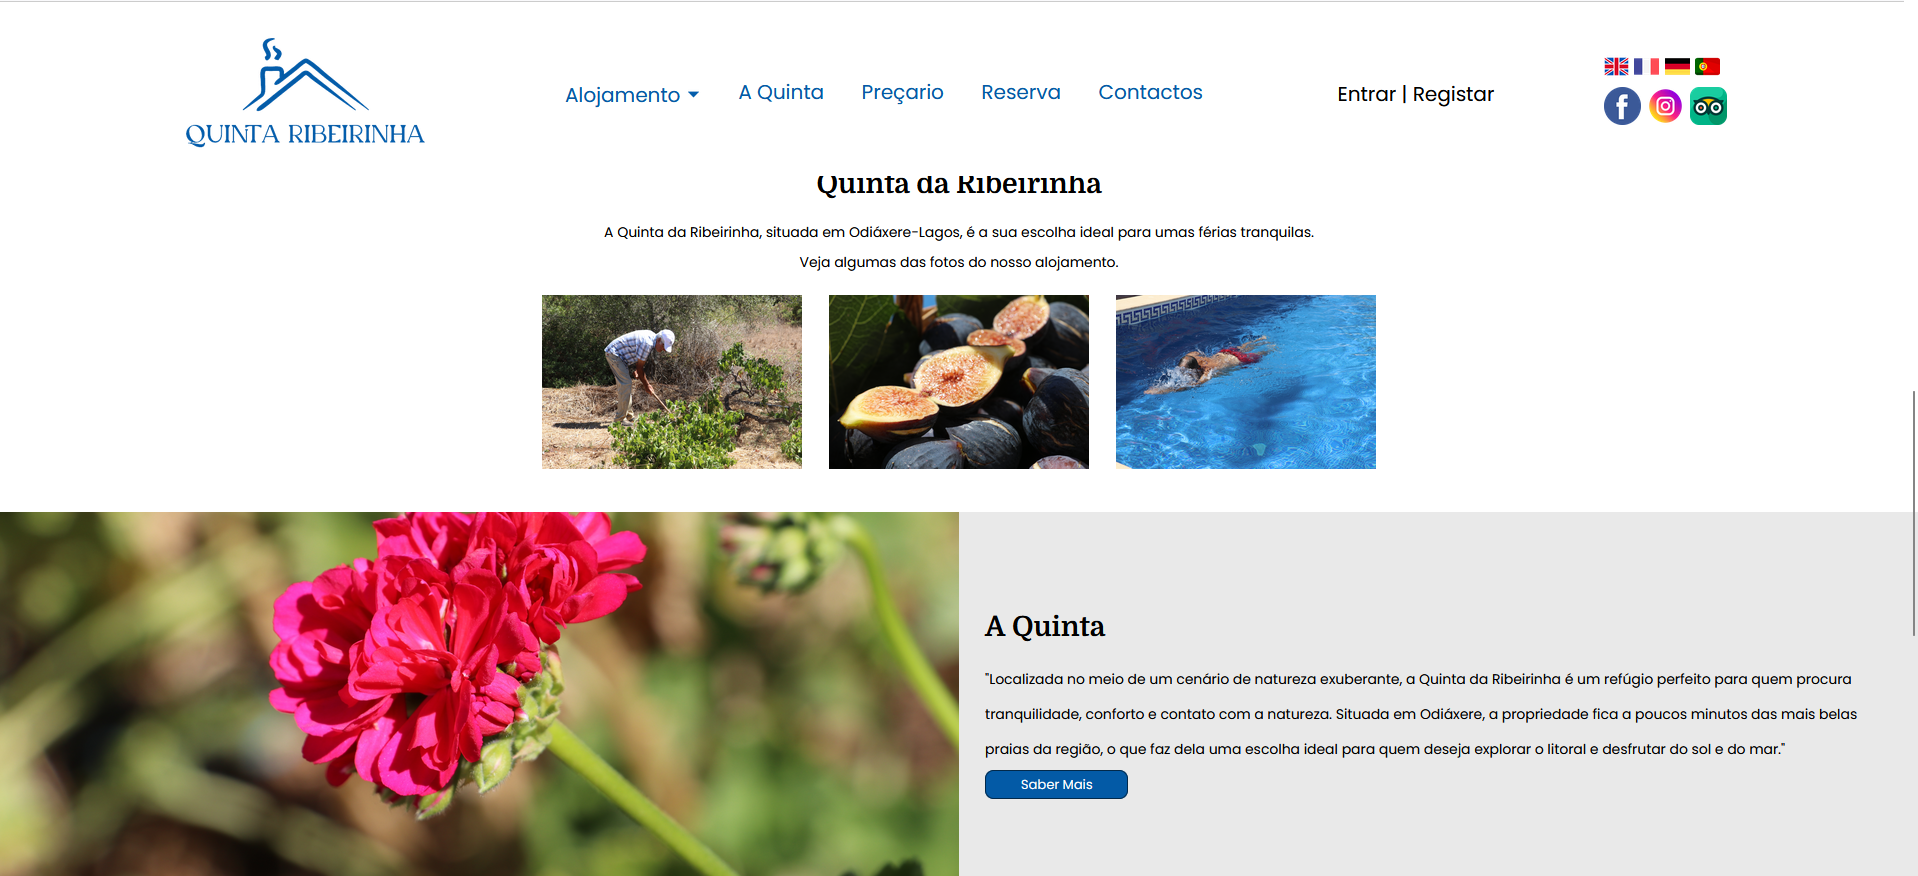 QUINTA RIBEIRINHA
Alojamento
A Quinta
Preçario
Reserva
Contactos
Entrar | Registar
Quinta da Ribeirinha
A Quinta da Ribeirinha, situada em Odiáxere-Lagos, é a sua escolha ideal para umas férias tranquilas.
Veja algumas das fotos do nosso alojamento.
A Quinta
"Localizada no meio de um cenário de natureza exuberante, a Quinta da Ribeirinha é um refúgio perfeito para quem procura
tranquilidade, conforto e contato com a natureza. Situada em Odiáxere, a propriedade fica a poucos minutos das mais belas
praias da região, o que faz dela uma escolha ideal para quem deseja explorar o litoral e desfrutar do sol e do mar."
Saber Mais